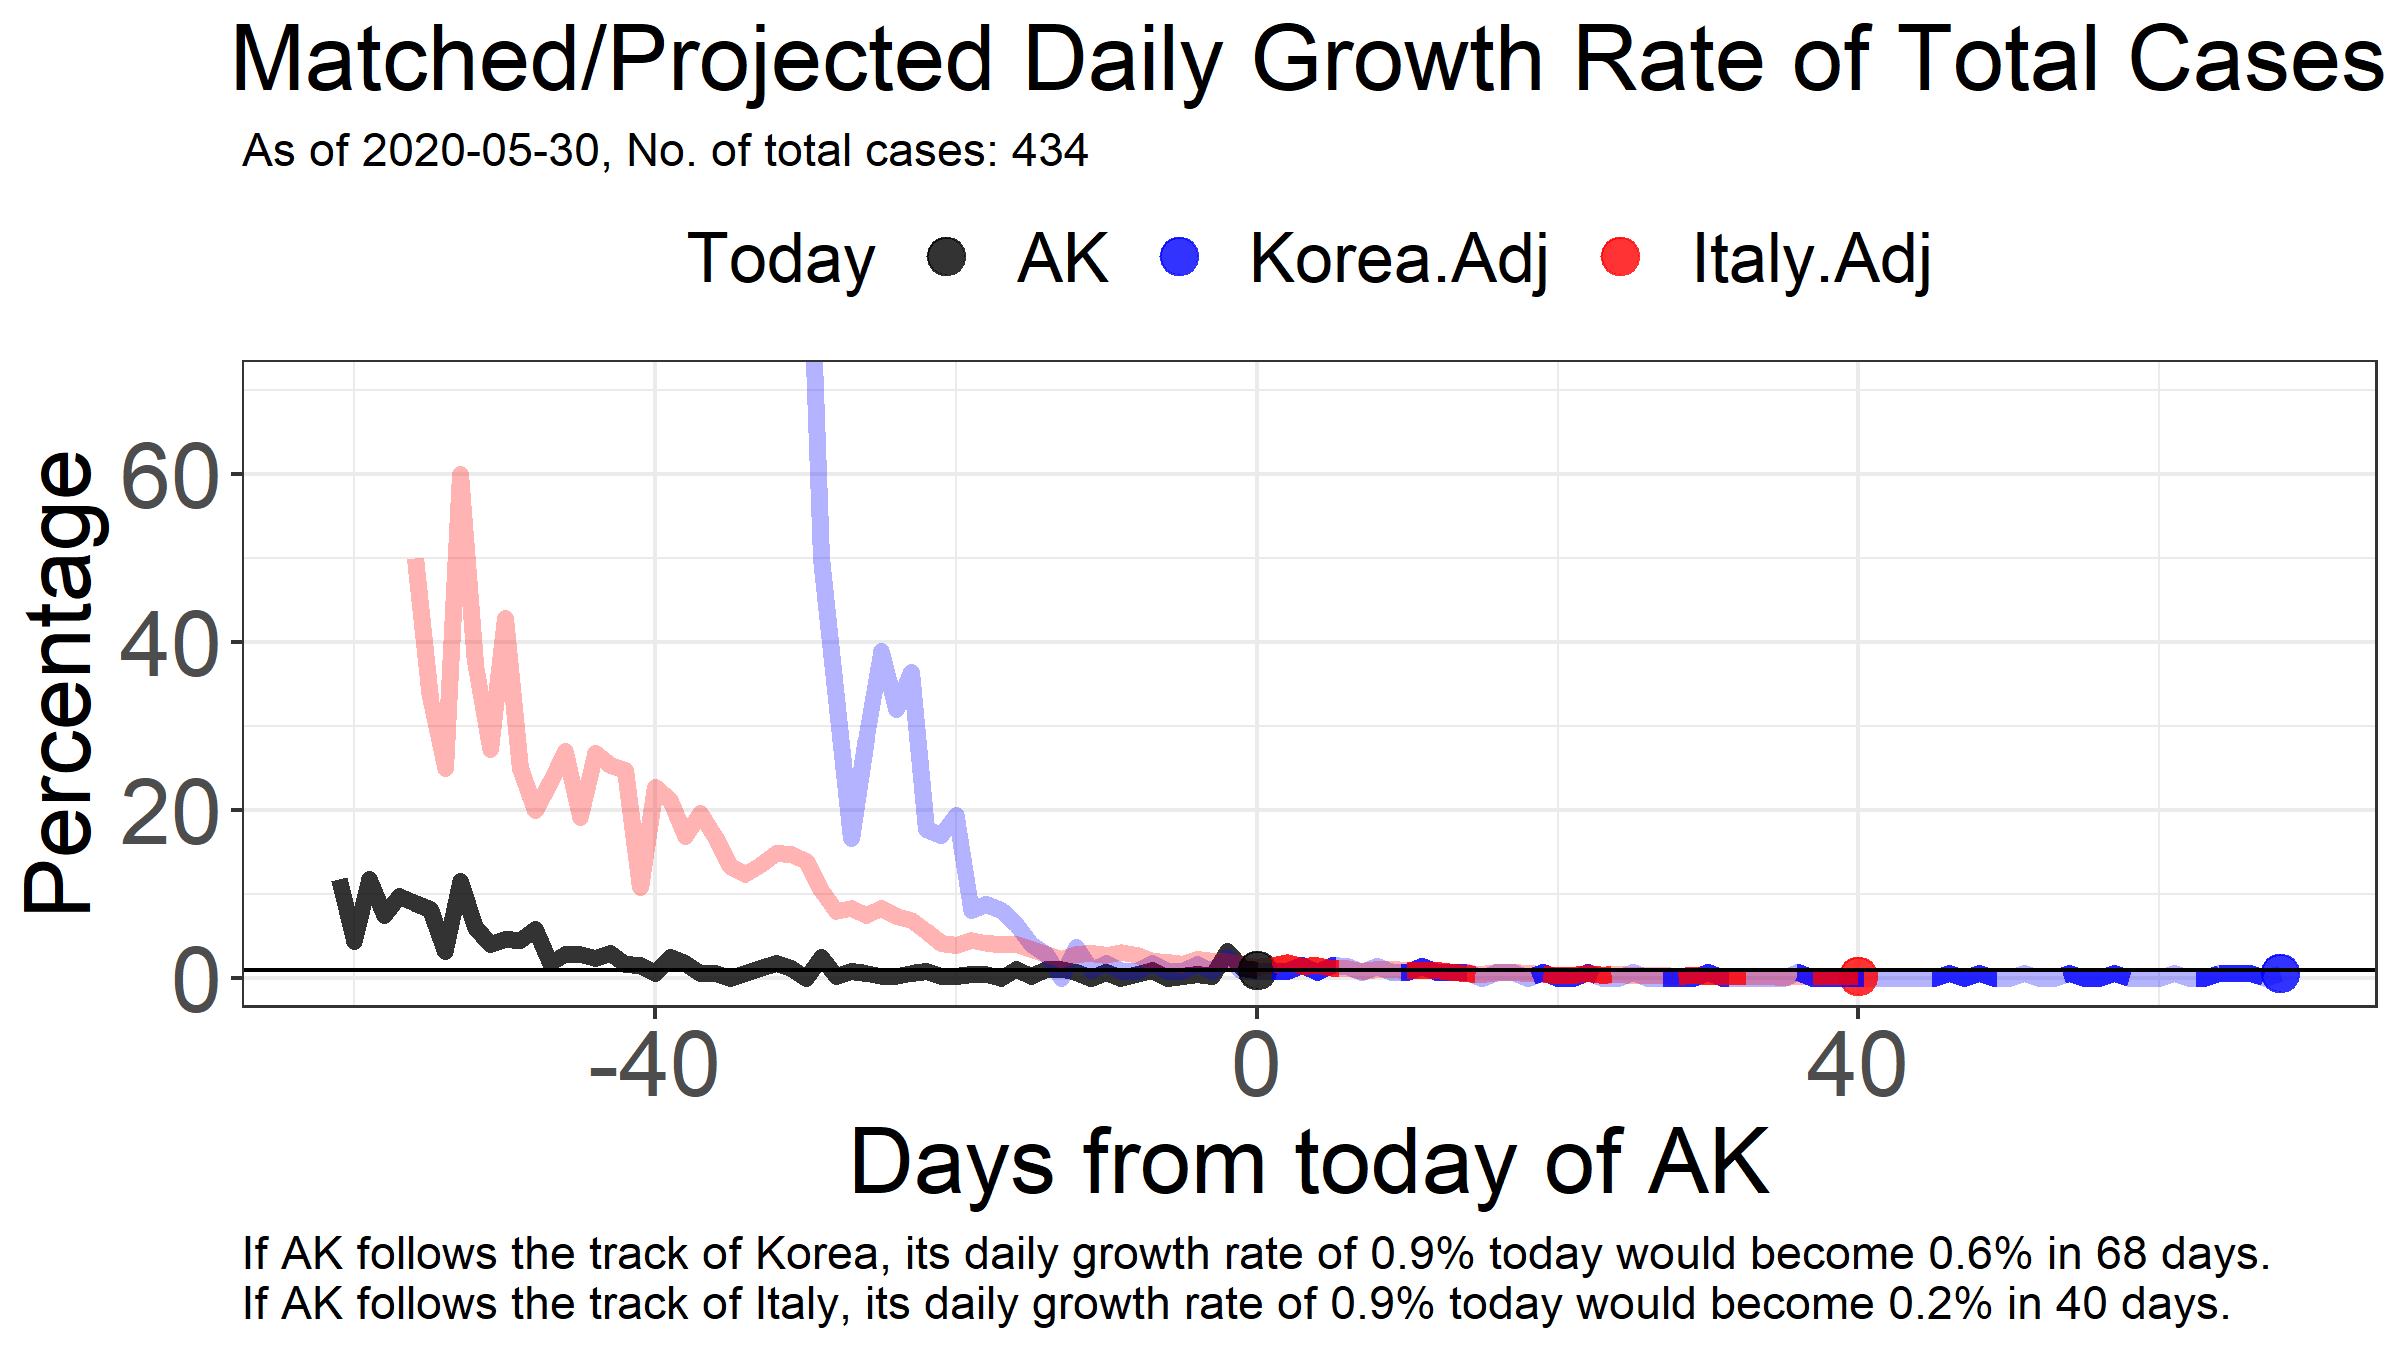 Matched/Projected Daily Growth Rate of Total Cases
As of 2020-05-30, No. of total cases: 434
Today AK Korea.Adj Italy.Adj
Percentage
60
40
20
0
-40 0 40
Days from today of AK
If AK follows the track of Korea, its daily growth rate of 0.9% today would become 0.6% in 68 days.
If AK follows the track of Italy, its daily growth rate of 0.9% today would become 0.2% in 40 days.